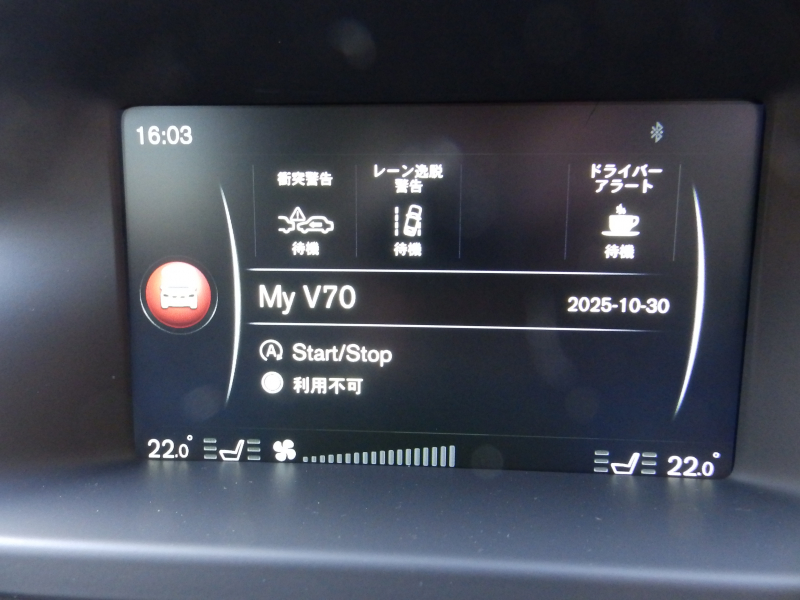 16:03
衝突警告
待機
レーン逸脱
警告
待機
ドライバー
アラート
待機
My V70
2025-10-30
A Start/Stop
利用不可
22.0°
22.0°